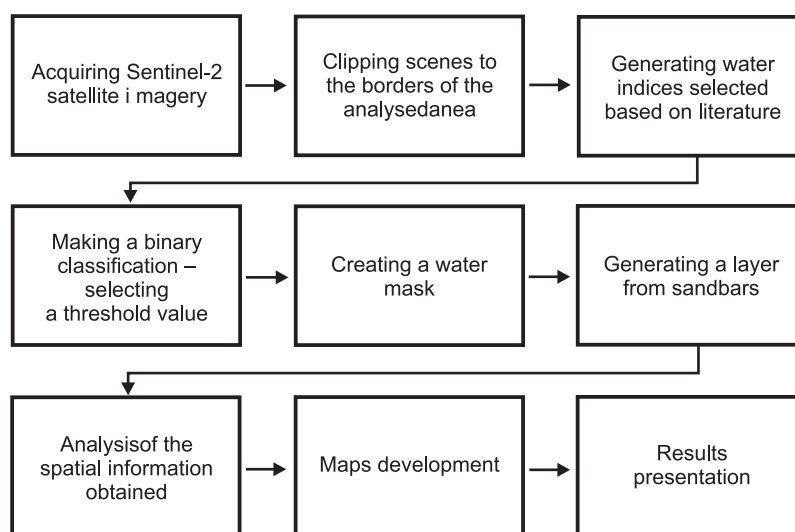 Acquiring Sentinel-2
satellite i magery
Clipping scenes to
the borders of the
analysedanea
Generating water
indices selected
based on literature
Making a binary
classification –
selecting
a threshold value
Creating a water
mask
Generating a layer
from sandbars
Analysisof the
spatial information
obtained
Maps development
Results
presentation